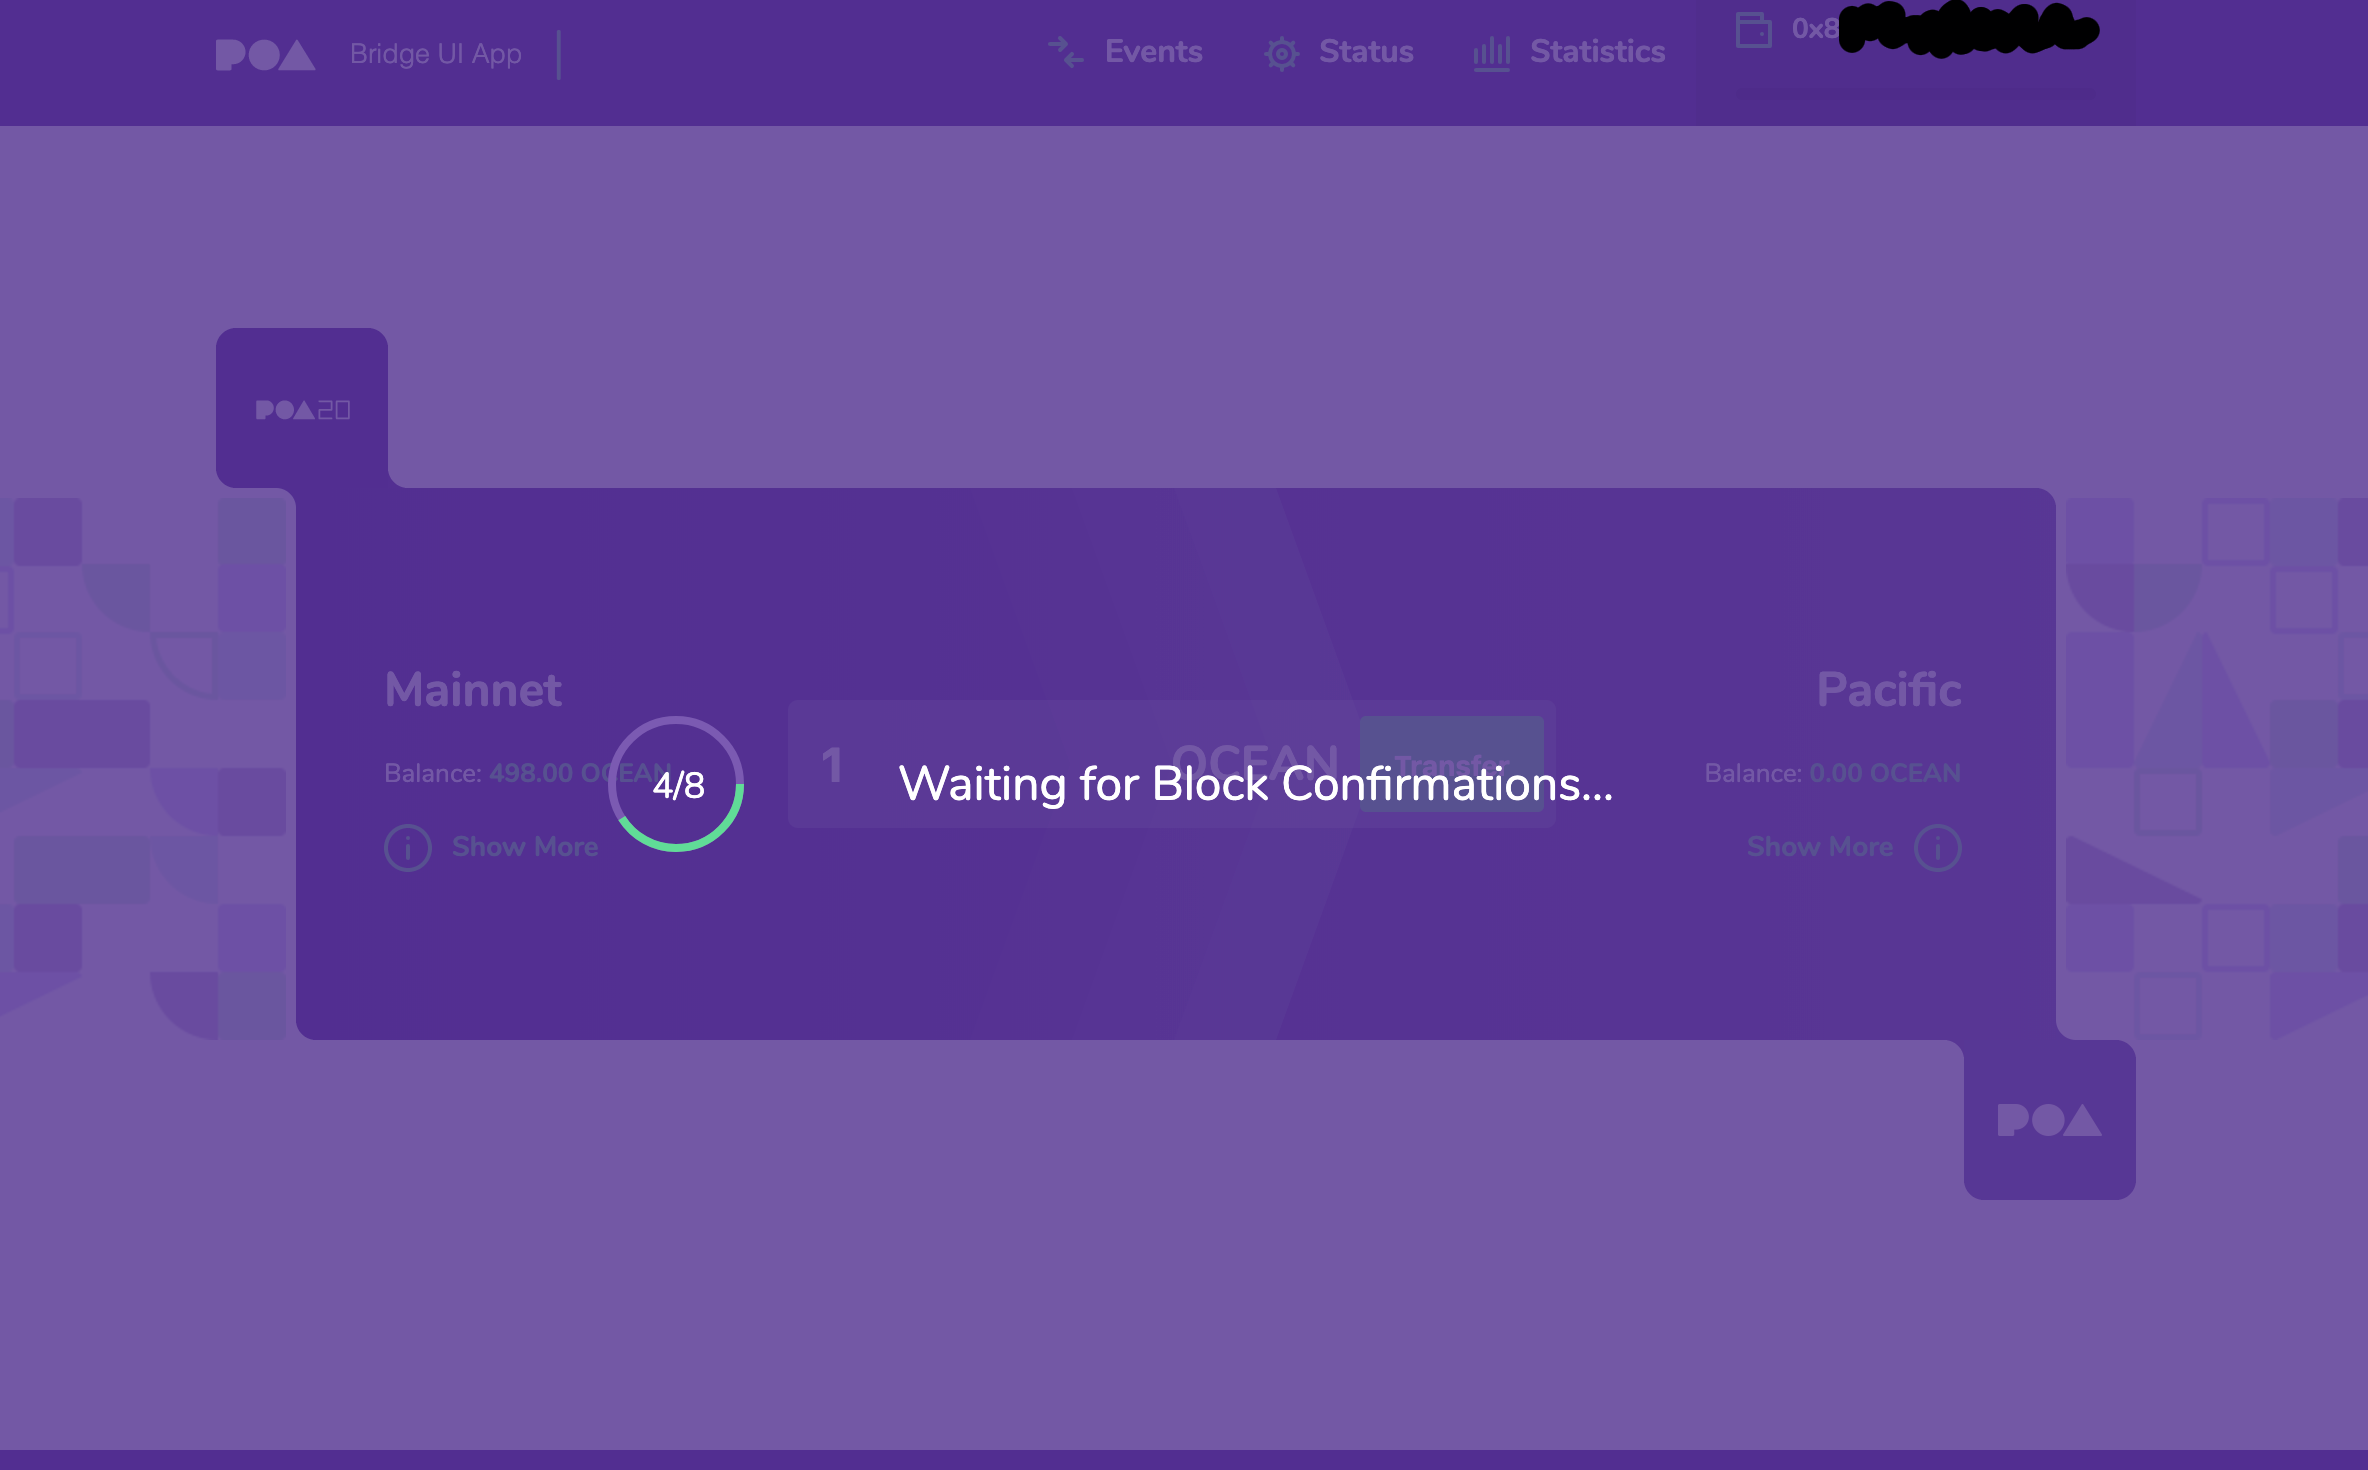 POA Bridge UI App
Events
Status
Statistics
0x8
POA20
Mainnet
Pacific
Balance: 498.00 OCEAN
4/8
1
OCEAN
Transfer
Waiting for Block Confirmations...
Balance: 0.00 OCEAN
Show More
Show More
POA